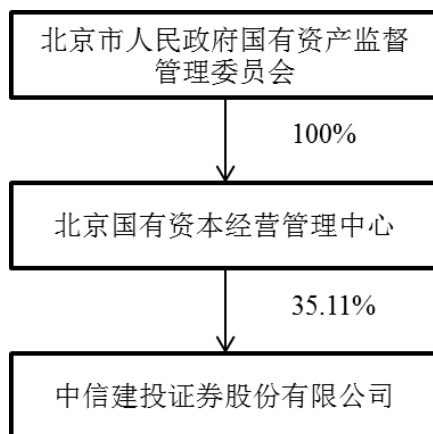 北京市人民政府国有资产监督
管理委员会
100%
北京国有资本经营管理中心
35.11%
中信建投证券股份有限公司